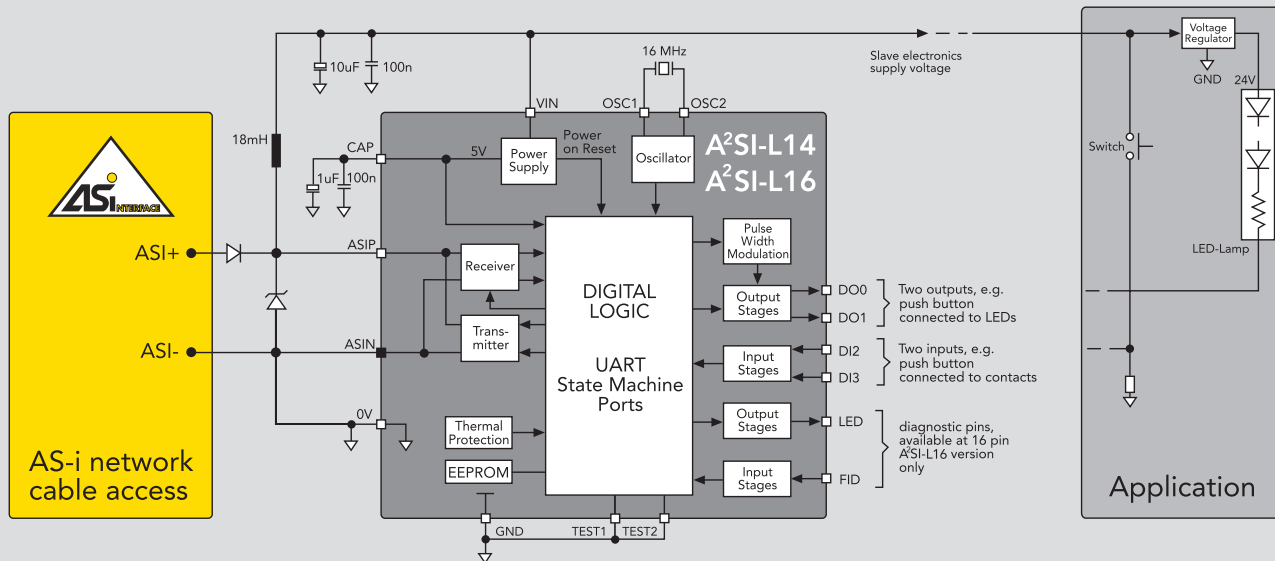 ASi INTERFACE
ASI+
ASI-
AS-i network
cable access
18mH
10uF
100n
1uF
100n
16 MHz
VIN
OSC1
OSC2
CAP
5V
Power
Supply
Power
on Reset
Oscillator
A²SI-L14
A²SI-L16
ASIP
ASIN
0V
Receiver
Trans-
mitter
DIGITAL
LOGIC
UART
State Machine
Ports
Thermal
Protection
EEPROM
GND
TEST1
TEST2
Pulse
Width
Modulation
Output
Stages
Input
Stages
Output
Stages
Input
Stages
DO0
DO1
DI2
DI3
LED
FID
Two outputs, e.g.
push button
connected to LEDs
Two inputs, e.g.
push button
connected to contacts
diagnostic pins,
available at 16 pin
A²SI-L16 version
only
Slave electronics
supply voltage
Voltage
Regulator
GND
24V
Switch
LED-Lamp
Application